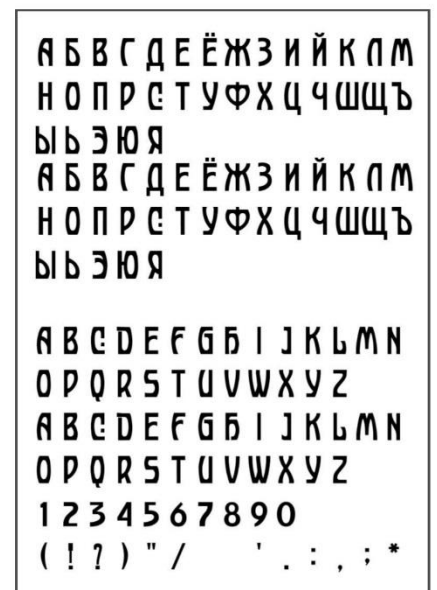 А Б В Г Д Е Ё Ж З И Й К Л М
Н О П Р С Т У Ф Х Ц Ч Ш Щ Ъ
Ы Ь Э Ю Я
А Б В Г Д Е Ё Ж З И Й К Л М
Н О П Р С Т У Ф Х Ц Ч Ш Щ Ъ
Ы Ь Э Ю Я
A B C D E F G H I J K L M N
O P Q R S T U V W X Y Z
A B C D E F G H I J K L M N
O P Q R S T U V W X Y Z
1 2 3 4 5 6 7 8 9 0
( ! ? ) " / ' . : , ; *